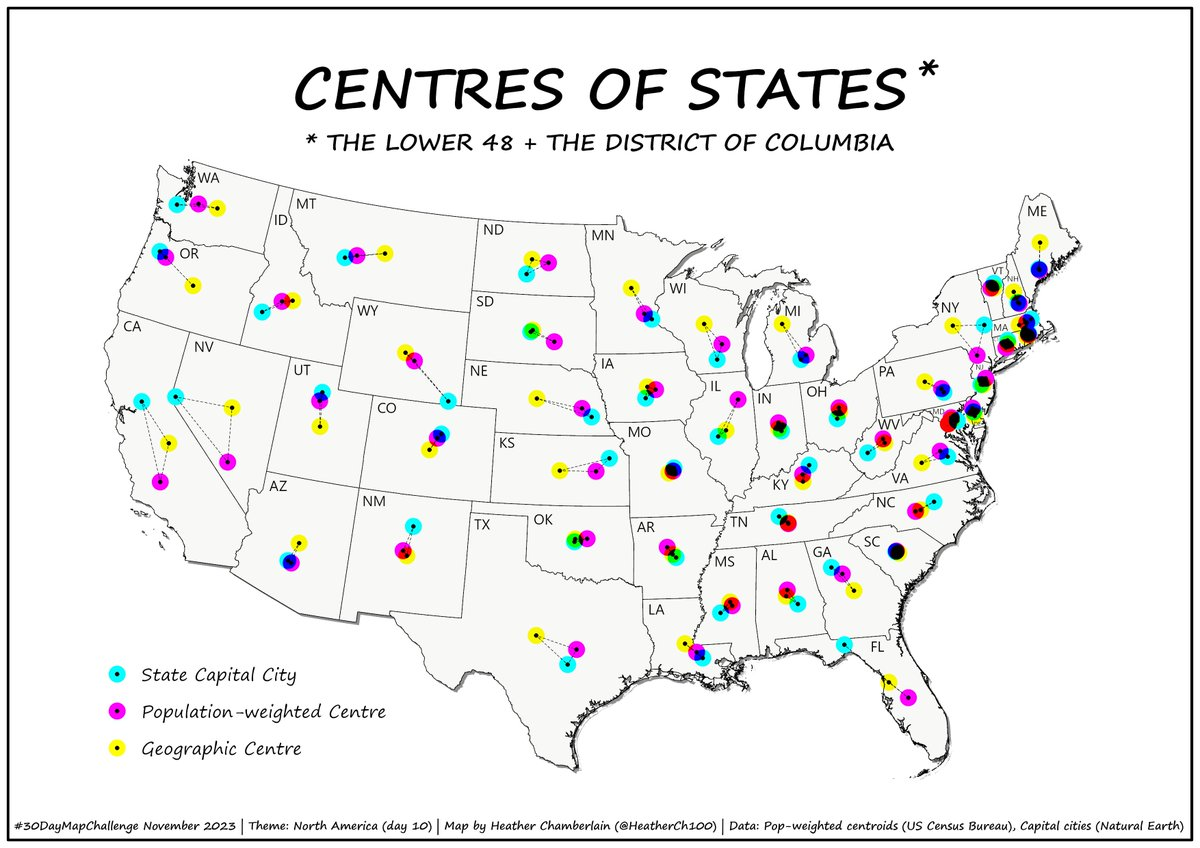 CENTRES OF STATES*
* THE LOWER 48 + THE DISTRICT OF COLUMBIA
WA
ME
MT
ID
ND
MN
OR
VT
NH
WI
SD
NY
MI
WY
CA
MA
NV
IA
NE
UT
PA
NJ
IL
OH
IN
CO
MD
WV
MO
KS
VA
KY
AZ
NM
NC
OK
TN
TX
AR
SC
GA
AL
MS
LA
FL
State Capital City
Population-weighted Centre
Geographic Centre
#30DayMapChallenge November 2023 | Theme: North America (day 10) | Map by Heather Chamberlain (@HeatherCh100) | Data: Pop-weighted centroids (US Census Bureau), Capital cities (Natural Earth)